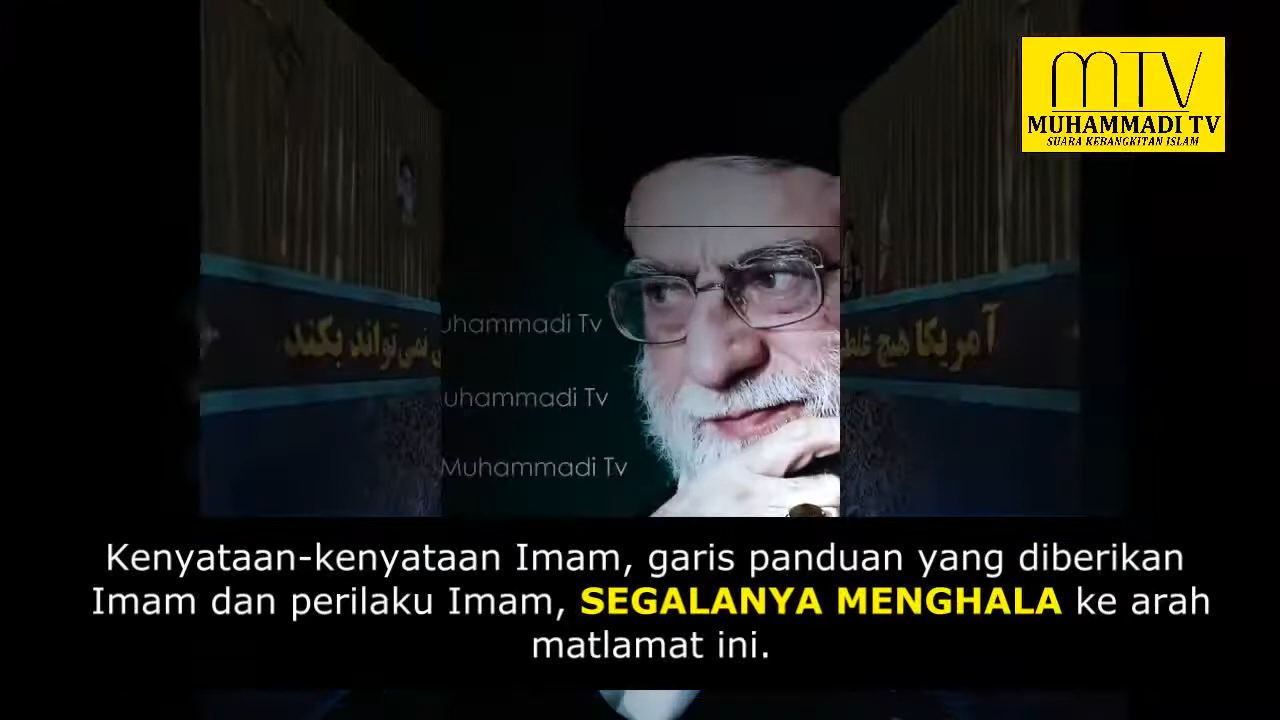 MTV
MUHAMMADI TV
SUARA KEBANGKITAN ISLAM
آمریکا هیچ غلط
نمی‌تواند بکند
uhammadi Tv
uhammadi Tv
Muhammadi Tv
Kenyataan-kenyataan Imam, garis panduan yang diberikan
Imam dan perilaku Imam, SEGALANYA MENGHALA ke arah
matlamat ini.